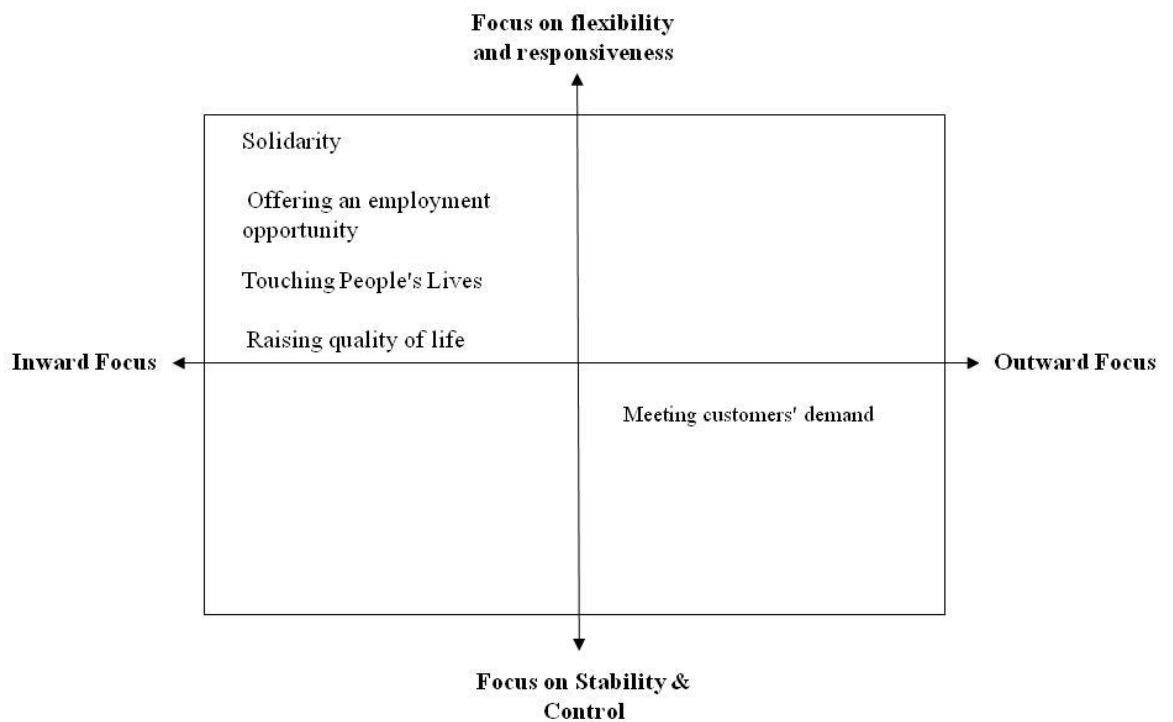 Focus on flexibility
and responsiveness
Solidarity
Offering an employment
opportunity
Touching People's Lives
Raising quality of life
Inward Focus
Outward Focus
Meeting customers' demand
Focus on Stability &
Control